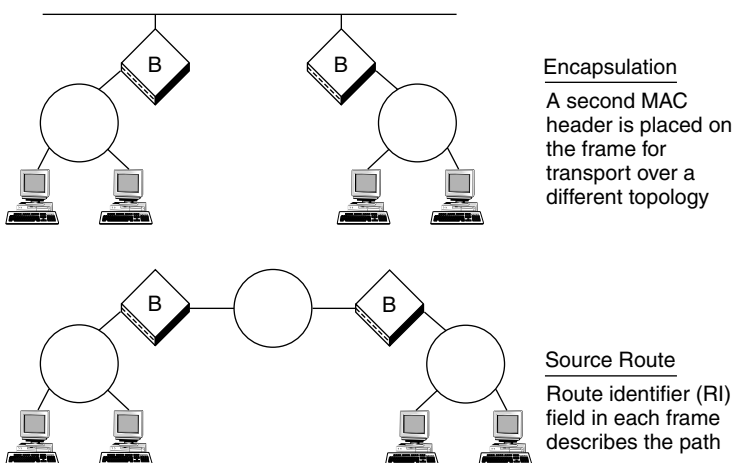 B
B
Encapsulation
A second MAC
header is placed on
the frame for
transport over a
different topology
B
B
Source Route
Route identifier (RI)
field in each frame
describes the path